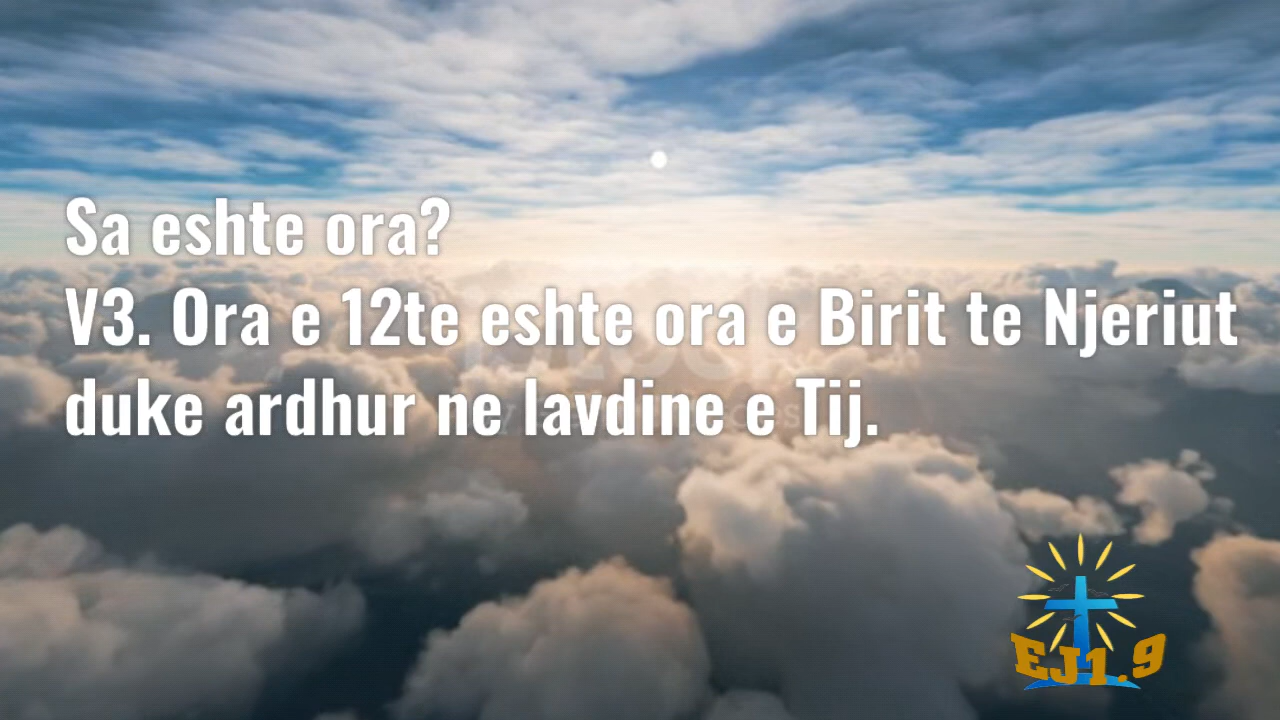 Sa eshte ora?
V3. Ora e 12te eshte ora e Birit te Njeriut
duke ardhur ne lavdine e Tij.
EJ1.9